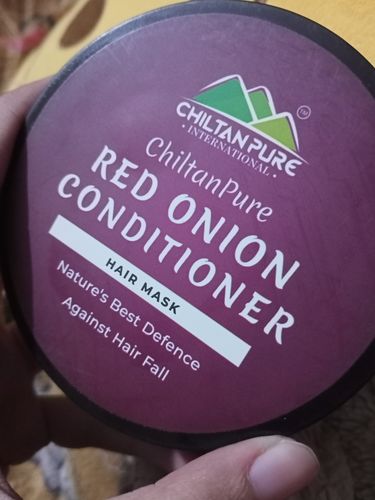 CHILTAN PURE
TM
• INTERNATIONAL •
ChiltanPure
RED ONION
CONDITIONER
HAIR MASK
Nature's Best Defence
Against Hair Fall